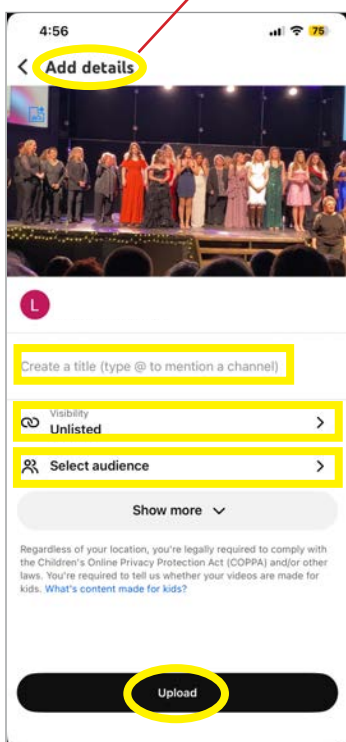 4:56
75
Add details
L
Create a title (type @ to mention a channel)
Visibility
Unlisted
Select audience
Show more
Regardless of your location, you're legally required to comply with
the Children's Online Privacy Protection Act (COPPA) and/or other
laws. You're required to tell us whether your videos are made for
kids. What's content made for kids?
Upload